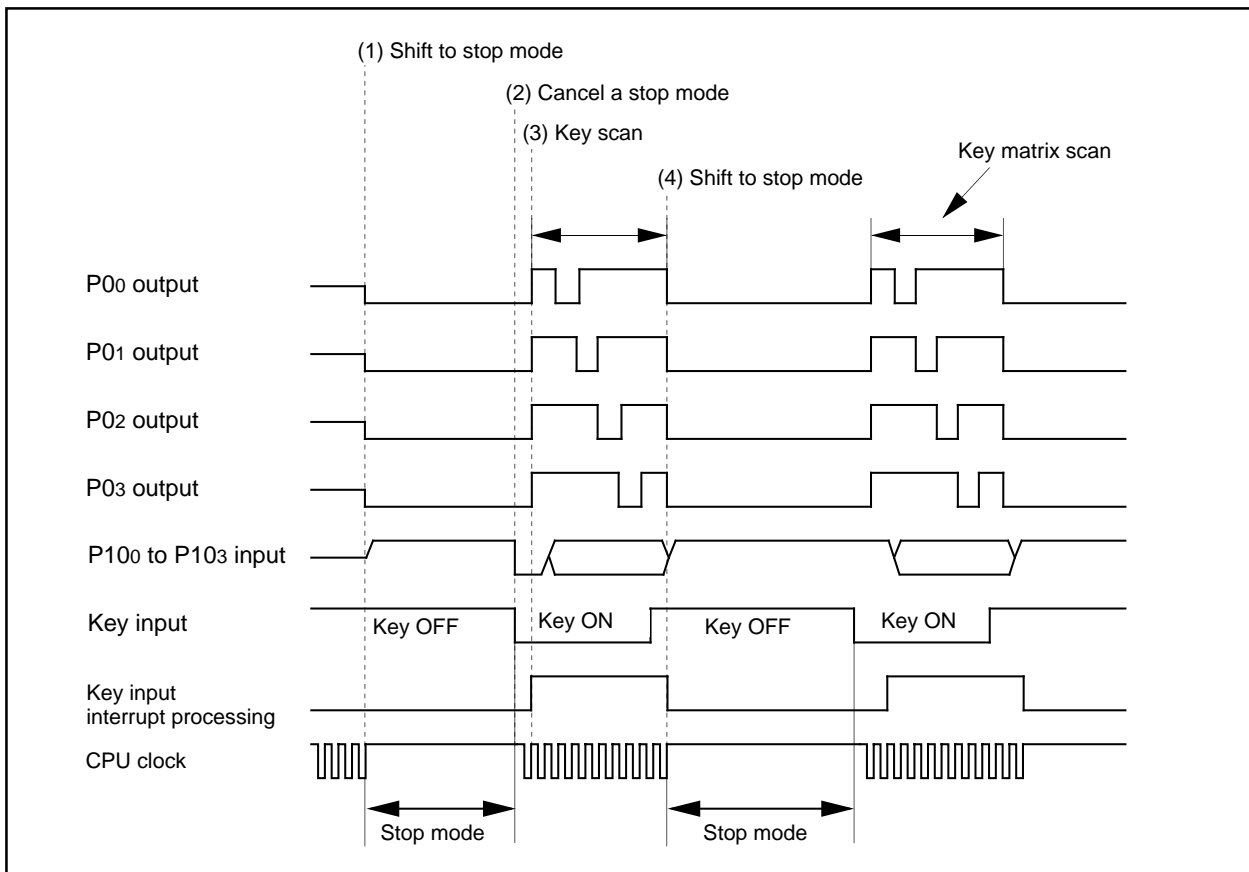 (1) Shift to stop mode
(2) Cancel a stop mode
(3) Key scan
Key matrix scan
(4) Shift to stop mode
P00 output
P01 output
P02 output
P03 output
P100 to P103 input
Key input
Key OFF
Key ON
Key OFF
Key ON
Key input
interrupt processing
CPU clock
Stop mode
Stop mode